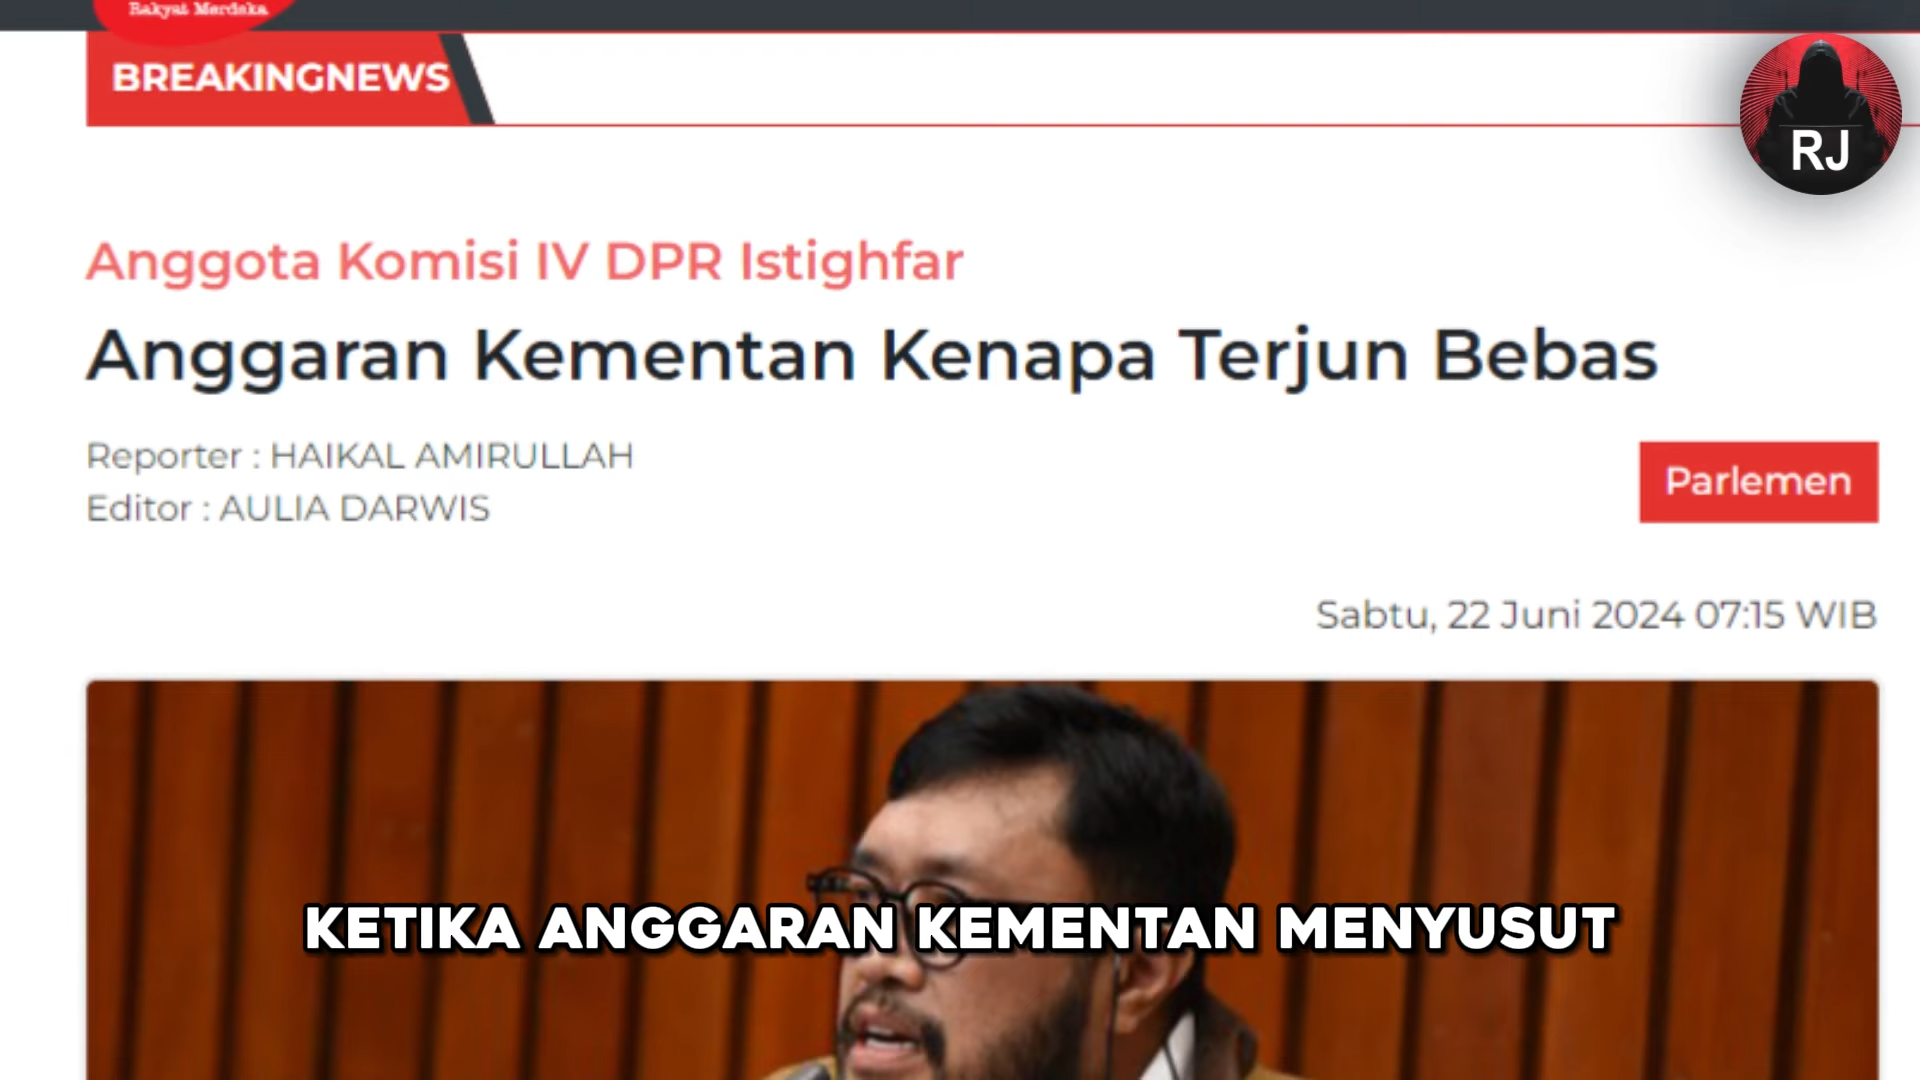 Rakyat Merdeka
BREAKINGNEWS
RJ
Anggota Komisi IV DPR Istighfar
Anggaran Kementan Kenapa Terjun Bebas
Reporter : HAIKAL AMIRULLAH
Editor : AULIA DARWIS
Parlemen
Sabtu, 22 Juni 2024 07:15 WIB
KETIKA ANGGARAN KEMENTAN MENYUSUT